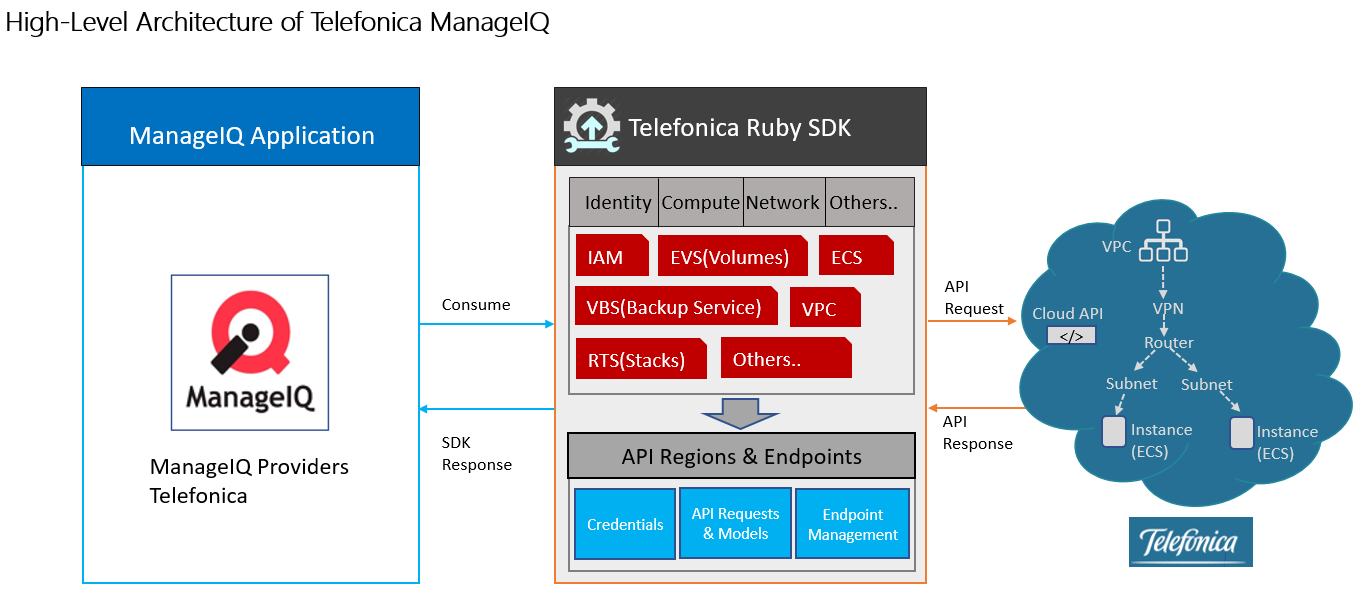 High-Level Architecture of Telefonica ManageIQ
ManageIQ Application
ManageIQ
ManageIQ Providers
Telefonica
Consume
SDK
Response
Telefonica Ruby SDK
Identity
Compute
Network
Others..
IAM
EVS(Volumes)
ECS
VBS(Backup Service)
VPC
RTS(Stacks)
Others..
API Regions & Endpoints
Credentials
API Requests
& Models
Endpoint
Management
API
Request
API
Response
VPC
Cloud API
</>
VPN
Router
Subnet
Subnet
Instance
(ECS)
Instance
(ECS)
Telefónica